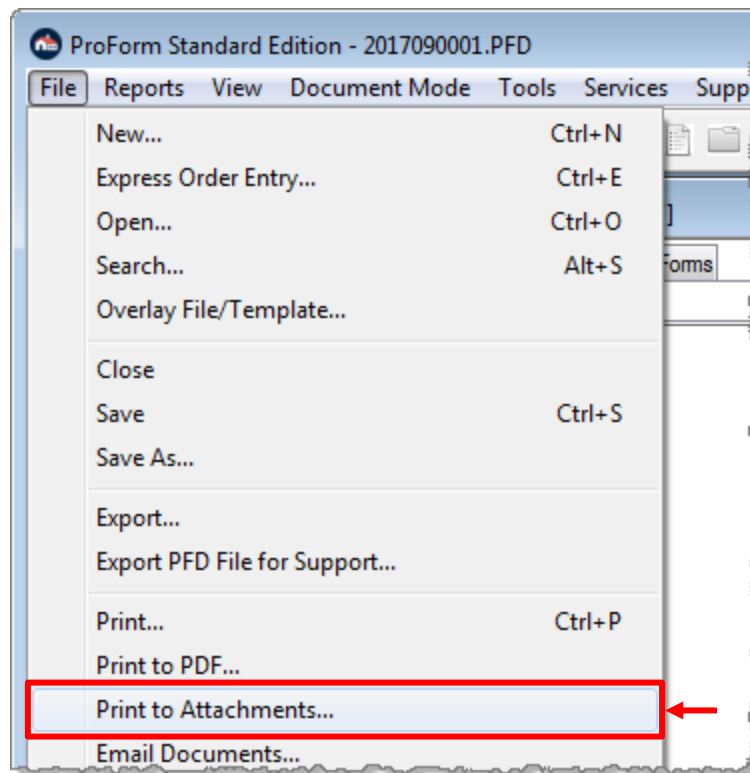 ProForm Standard Edition - 2017090001.PFD
File Reports View Document Mode Tools Services Supp
New... Ctrl+N
Express Order Entry... Ctrl+E
Open... Ctrl+O
]
Search... Alt+S
Forms
Overlay File/Template...
Close
Save Ctrl+S
Save As...
Export...
Export PFD File for Support...
Print... Ctrl+P
Print to PDF...
Print to Attachments...
Email Documents...